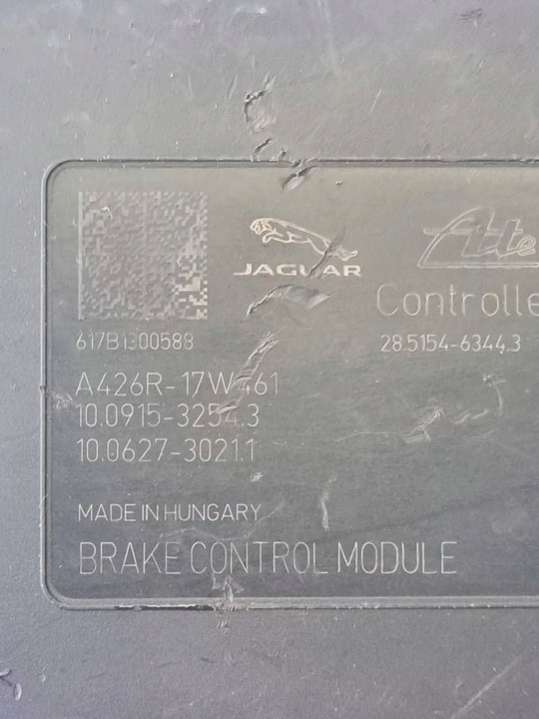 JAGUAR
Ate
Controlle
617B1300588
28.5154-6344.3
A426R-17W461
10.0915-3254.3
10.0627-3021.1
MADE IN HUNGARY
BRAKE CONTROL MODULE